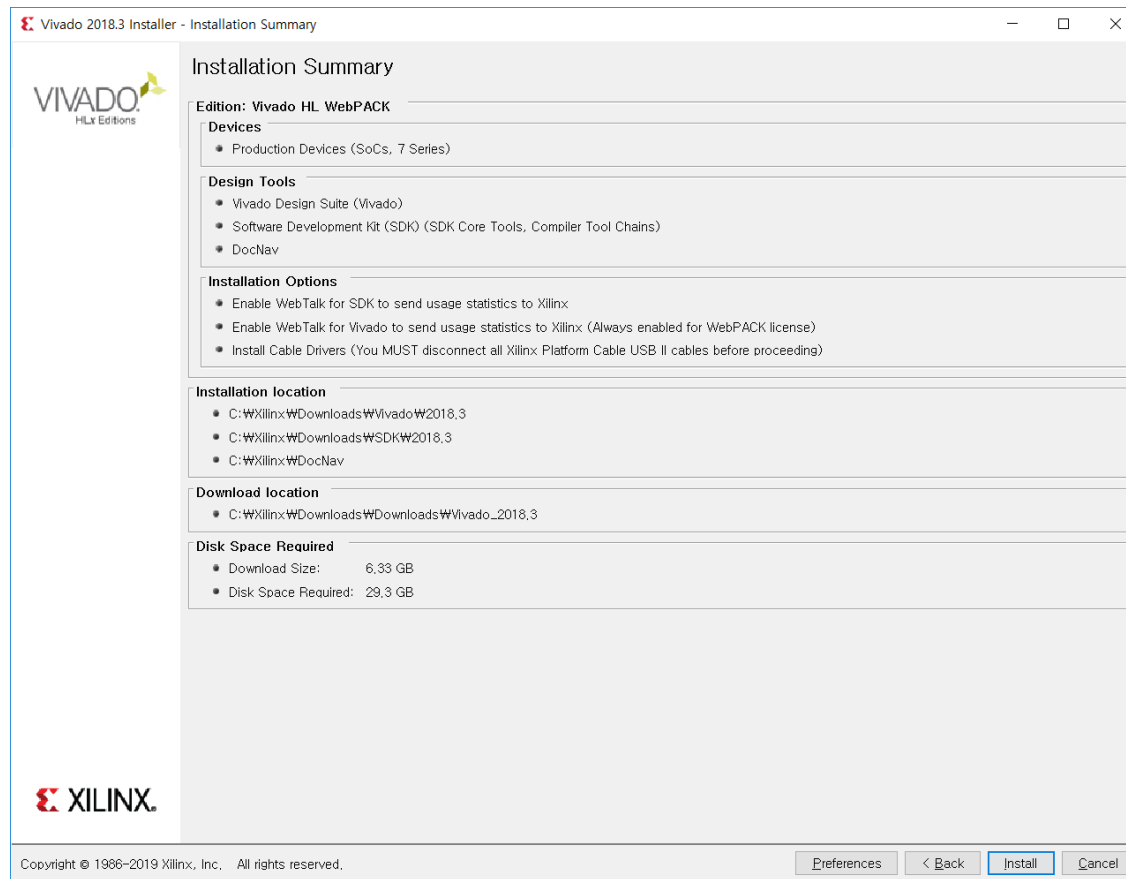 Vivado 2018.3 Installer - Installation Summary
VIVADO.
HLx Editions
Installation Summary
Edition: Vivado HL WebPACK
Devices
Production Devices (SoCs, 7 Series)
Design Tools
Vivado Design Suite (Vivado)
Software Development Kit (SDK) (SDK Core Tools, Compiler Tool Chains)
DocNav
Installation Options
Enable WebTalk for SDK to send usage statistics to Xilinx
Enable WebTalk for Vivado to send usage statistics to Xilinx (Always enabled for WebPACK license)
Install Cable Drivers (You MUST disconnect all Xilinx Platform Cable USB II cables before proceeding)
Installation location
C:₩Xilinx₩Downloads₩Vivado₩2018.3
C:₩Xilinx₩Downloads₩SDK₩2018.3
C:₩Xilinx₩DocNav
Download location
C:₩Xilinx₩Downloads₩Downloads₩Vivado_2018.3
Disk Space Required
Download Size: 6.33 GB
Disk Space Required: 29.3 GB
XILINX.
Copyright © 1986-2019 Xilinx, Inc. All rights reserved.
Preferences < Back Install Cancel